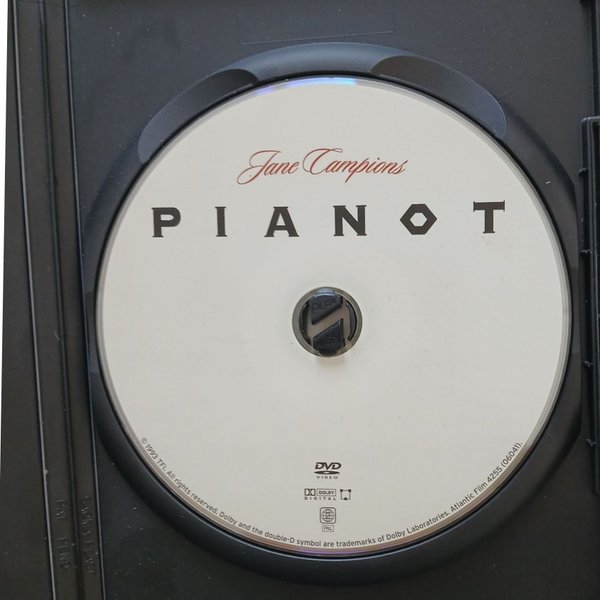 Jane Campions
PIANOT
DVD
VIDEO
DOLBY
DIGITAL
PAL
© 1993 TF1. All rights reserved. Dolby and the double-D symbol are trademarks of Dolby Laboratories. Atlantic Film 4255 (06041).